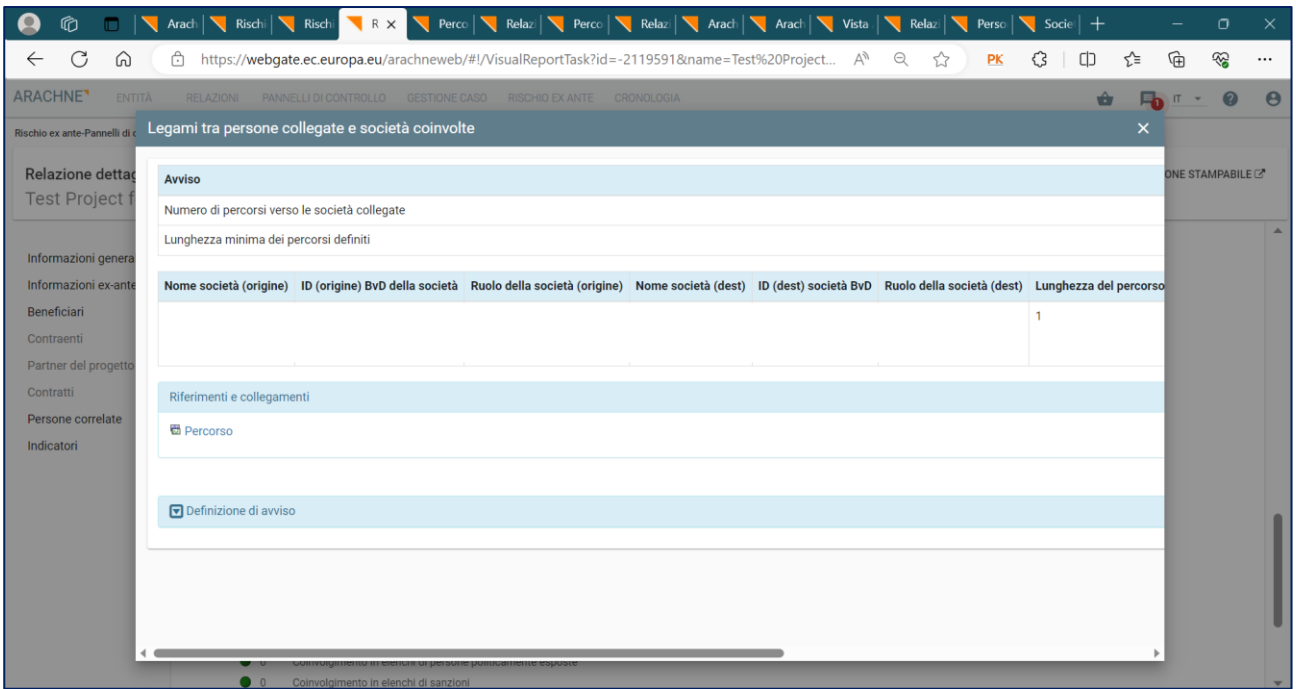 Arach Rischi Rischi R Perco Relaz Perco Relaz Arach Arach Vista Relaz Perso Socie
https://webgate.ec.europa.eu/arachneweb/#!/VisualReportTask?id=-2119591&name=Test%20Project... PK
ARACHNE ENTITÀ RELAZIONI PANNELLI DI CONTROLLO GESTIONE CASO RISCHIO EX ANTE CRONOLOGIA 1 IT
Rischio ex ante-Pannelli di c
Legami tra persone collegate e società coinvolte
Relazione dettag
ONE STAMPABILE
Test Project f
Avviso
Numero di percorsi verso le società collegate
Lunghezza minima dei percorsi definiti
Informazioni genera
Informazioni ex-ante
Beneficiari
Contraenti
Partner del progetto
Contratti
Persone correlate
Indicatori
Nome società (origine) ID (origine) BvD della società Ruolo della società (origine) Nome società (dest) ID (dest) società BvD Ruolo della società (dest) Lunghezza del percorso
1
Riferimenti e collegamenti
Percorso
Definizione di avviso
0 Coinvolgimento in elenchi di persone politicamente esposte
0 Coinvolgimento in elenchi di sanzioni